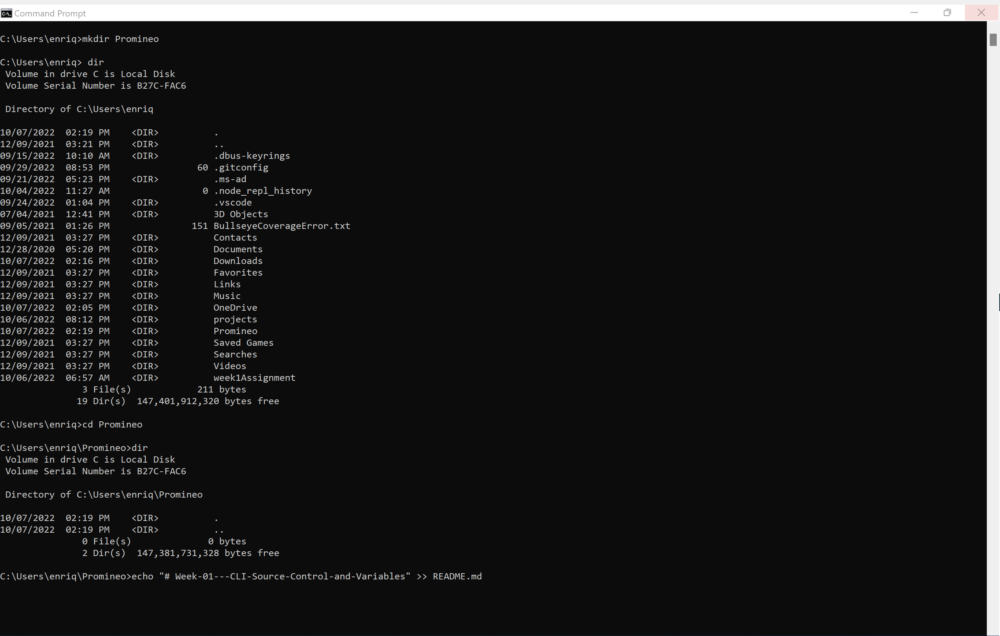 Command Prompt
C:\Users\enriq>mkdir Promineo
C:\Users\enriq> dir
 Volume in drive C is Local Disk
 Volume Serial Number is B27C-FAC6
 Directory of C:\Users\enriq
10/07/2022  02:19 PM    <DIR>          .
12/09/2021  03:21 PM    <DIR>          ..
09/15/2022  10:10 AM    <DIR>          .dbus-keyrings
09/29/2022  08:53 PM                60 .gitconfig
09/21/2022  05:23 PM    <DIR>          .ms-ad
10/04/2022  11:27 AM                 0 .node_repl_history
09/24/2022  01:04 PM    <DIR>          .vscode
07/04/2021  12:41 PM    <DIR>          3D Objects
09/05/2021  01:26 PM               151 BullseyeCoverageError.txt
12/09/2021  03:27 PM    <DIR>          Contacts
12/28/2020  05:20 PM    <DIR>          Documents
10/07/2022  02:16 PM    <DIR>          Downloads
12/09/2021  03:27 PM    <DIR>          Favorites
12/09/2021  03:27 PM    <DIR>          Links
12/09/2021  03:27 PM    <DIR>          Music
10/07/2022  02:05 PM    <DIR>          OneDrive
10/06/2022  08:12 PM    <DIR>          projects
10/07/2022  02:19 PM    <DIR>          Promineo
12/09/2021  03:27 PM    <DIR>          Saved Games
12/09/2021  03:27 PM    <DIR>          Searches
12/09/2021  03:27 PM    <DIR>          Videos
10/06/2022  06:57 AM    <DIR>          week1Assignment
               3 File(s)            211 bytes
              19 Dir(s)  147,401,912,320 bytes free
C:\Users\enriq>cd Promineo
C:\Users\enriq\Promineo>dir
 Volume in drive C is Local Disk
 Volume Serial Number is B27C-FAC6
 Directory of C:\Users\enriq\Promineo
10/07/2022  02:19 PM    <DIR>          .
10/07/2022  02:19 PM    <DIR>          ..
               0 File(s)              0 bytes
               2 Dir(s)  147,381,731,328 bytes free
C:\Users\enriq\Promineo>echo "# Week-01---CLI-Source-Control-and-Variables" >> README.md